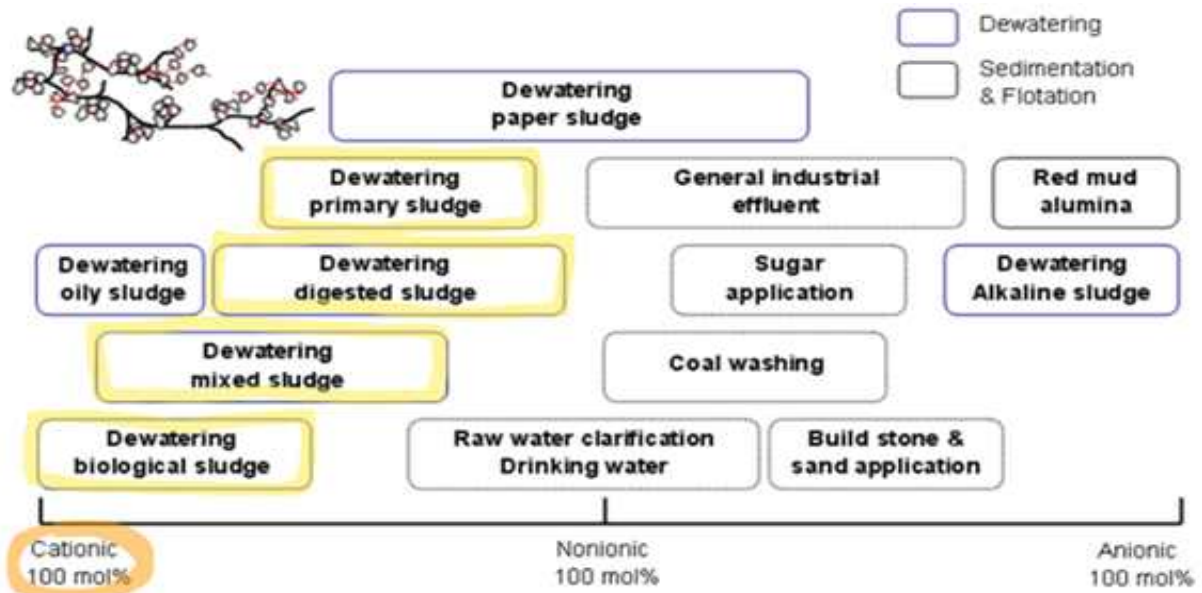 Dewatering
Sedimentation
& Flotation
Dewatering
paper sludge
Dewatering
primary sludge
General industrial
effluent
Red mud
alumina
Dewatering
oily sludge
Dewatering
digested sludge
Sugar
application
Dewatering
Alkaline sludge
Dewatering
mixed sludge
Coal washing
Dewatering
biological sludge
Raw water clarification
Drinking water
Build stone &
sand application
Cationic
100 mol%
Nonionic
100 mol%
Anionic
100 mol%